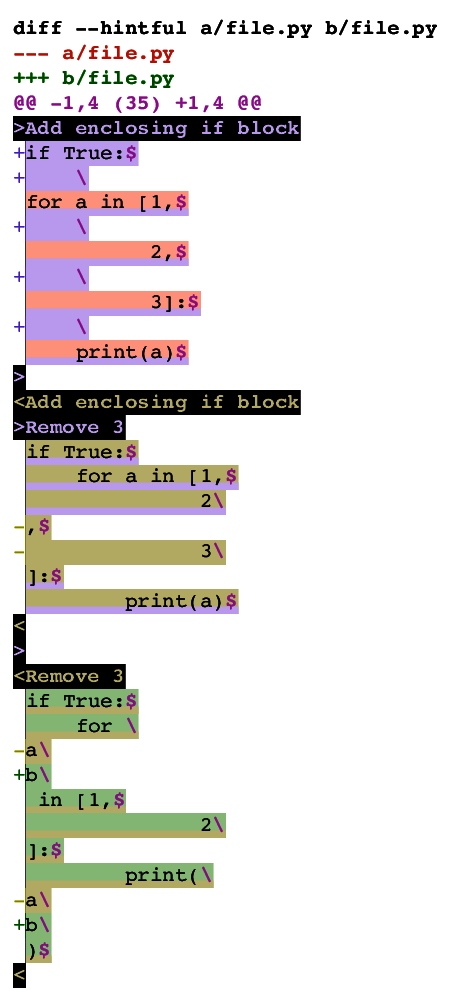 diff --hintful a/file.py b/file.py
--- a/file.py
+++ b/file.py
@@ -1,4 (35) +1,4 @@
>Add enclosing if block
+if True:$
+    \
 for a in [1,$
+    \
           2,$
+    \
           3]:$
+    \
     print(a)$
>
<Add enclosing if block
>Remove 3
 if True:$
     for a in [1,$
               2\
-,$
-              3\
 ]:$
         print(a)$
<
>
<Remove 3
 if True:$
     for \
-a\
+b\
  in [1,$
               2\
 ]:$
         print(\
-a\
+b\
 )$
<